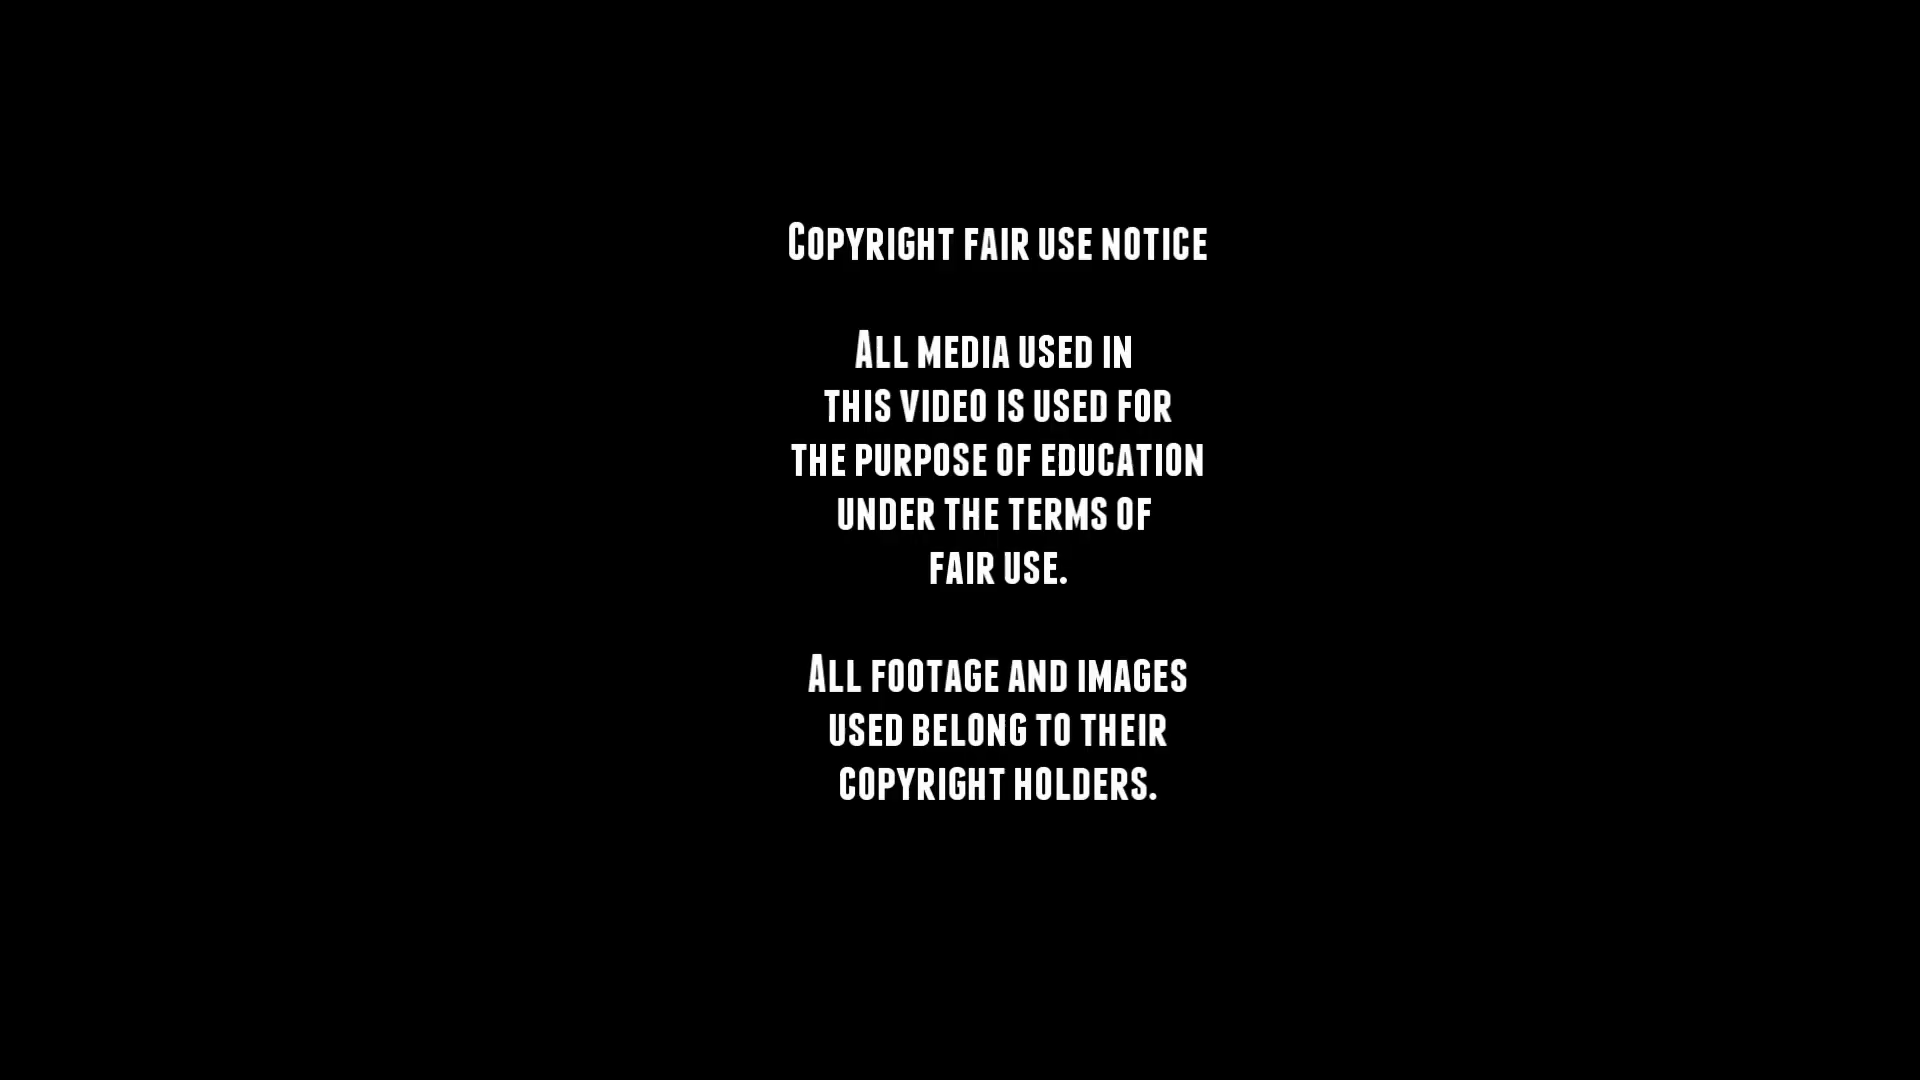 Copyright fair use notice
All media used in
this video is used for
the purpose of education
under the terms of
fair use.
All footage and images
used belong to their
copyright holders.